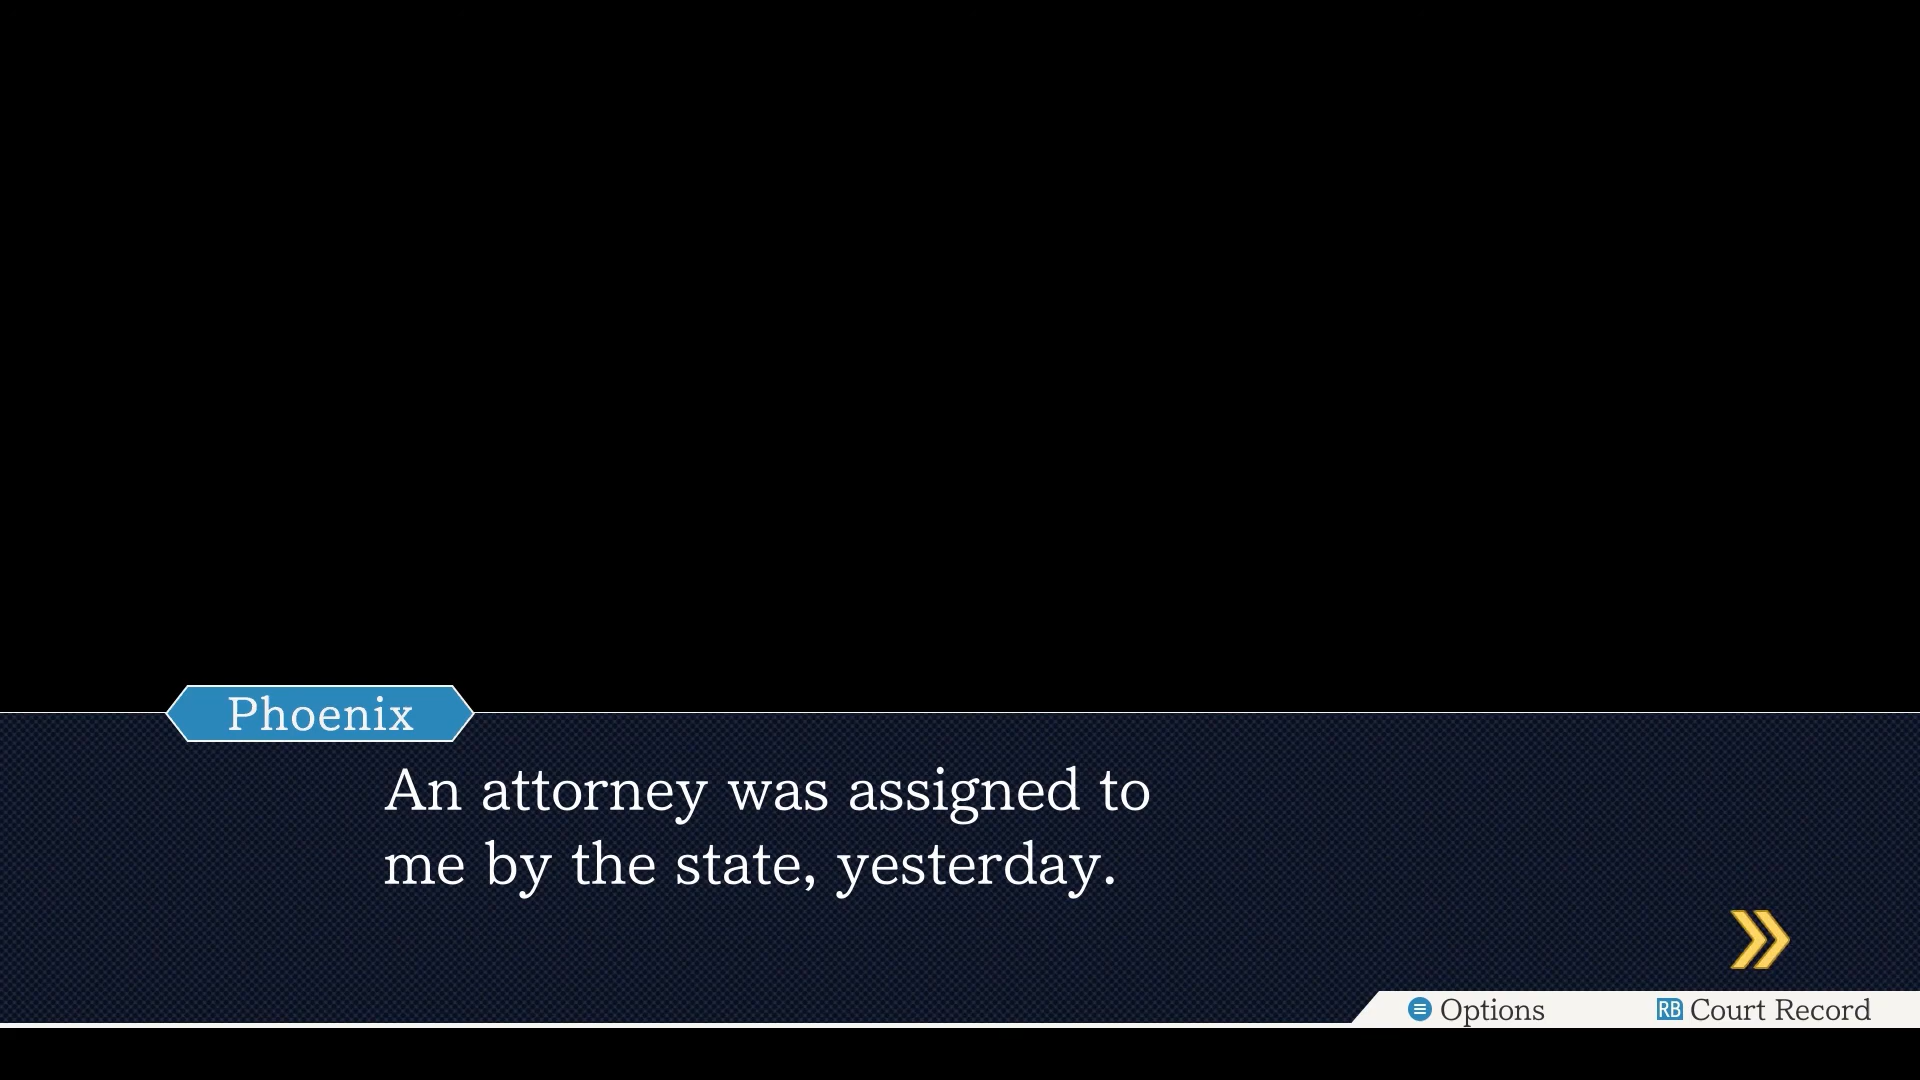 Phoenix
An attorney was assigned to
me by the state, yesterday.
Options
RB Court Record